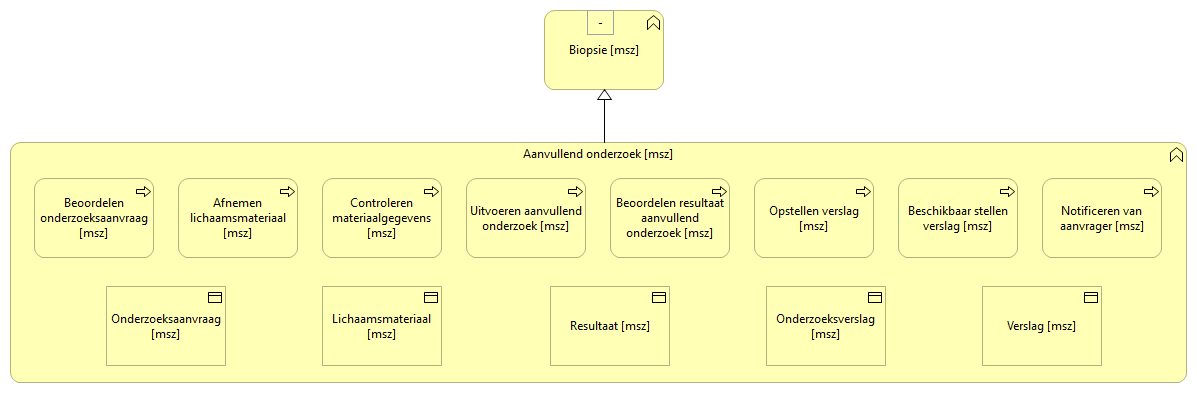 -
Biopsie [msz]
Aanvullend onderzoek [msz]
Beoordelen
onderzoeksaanvraag
[msz]
Afnemen
lichaamsmateriaal
[msz]
Controleren
materiaalgegevens
[msz]
Uitvoeren aanvullend
onderzoek [msz]
Beoordelen resultaat
aanvullend
onderzoek [msz]
Opstellen verslag
[msz]
Beschikbaar stellen
verslag [msz]
Notificeren van
aanvrager [msz]
Onderzoeksaanvraag
[msz]
Lichaamsmateriaal
[msz]
Resultaat [msz]
Onderzoeksverslag
[msz]
Verslag [msz]